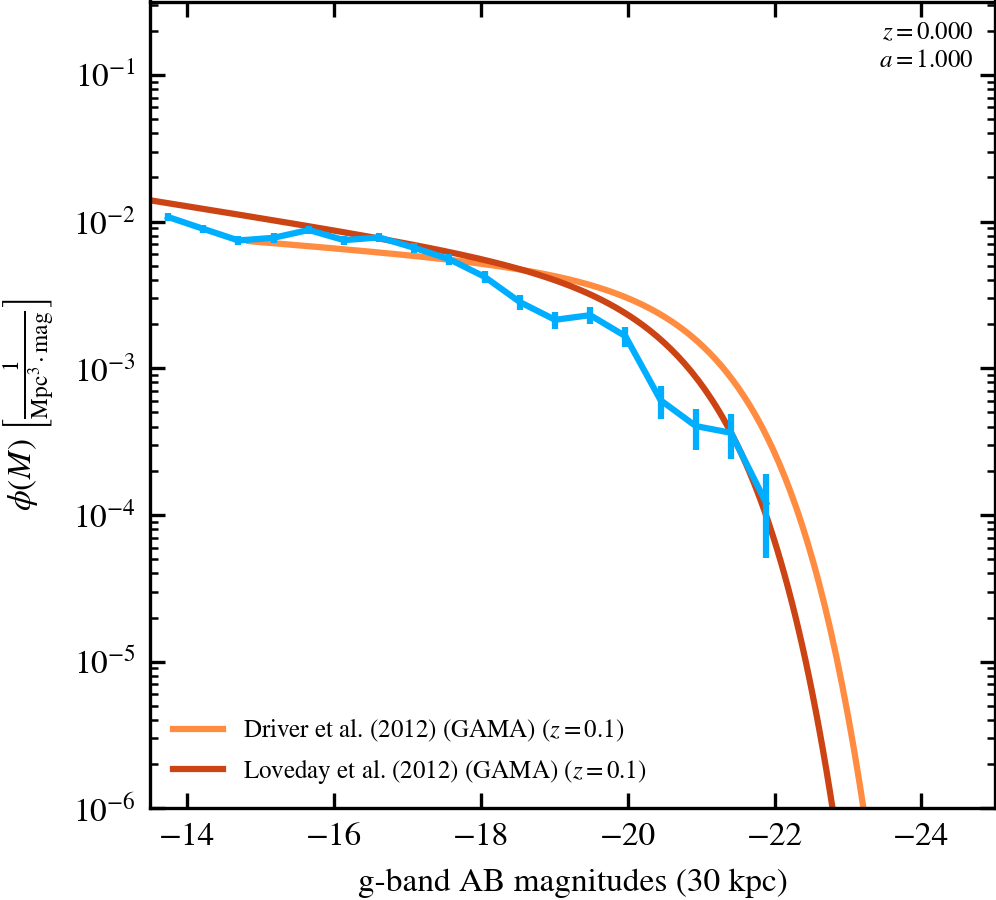 z = 0.000
a = 1.000
10⁻¹
10⁻²
10⁻³
10⁻⁴
10⁻⁵
10⁻⁶
ϕ(M) [1 / Mpc³ · mag]
Driver et al. (2012) (GAMA) (z = 0.1)
Loveday et al. (2012) (GAMA) (z = 0.1)
−14 −16 −18 −20 −22 −24
g-band AB magnitudes (30 kpc)